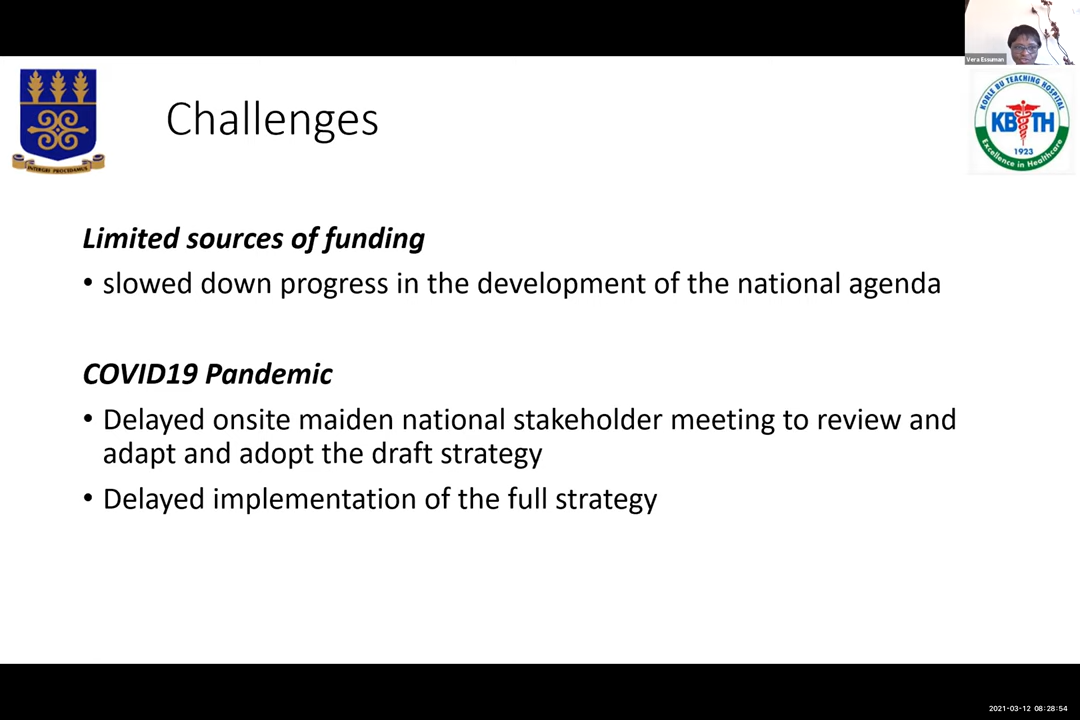 Vera Essuman
INTEGRI PROCEDAMUS
Challenges
KORLE BU TEACHING HOSPITAL
KBTH
1923
Excellence in Healthcare
Limited sources of funding
• slowed down progress in the development of the national agenda
COVID19 Pandemic
• Delayed onsite maiden national stakeholder meeting to review and
adapt and adopt the draft strategy
• Delayed implementation of the full strategy
2021-03-12 08:28:54